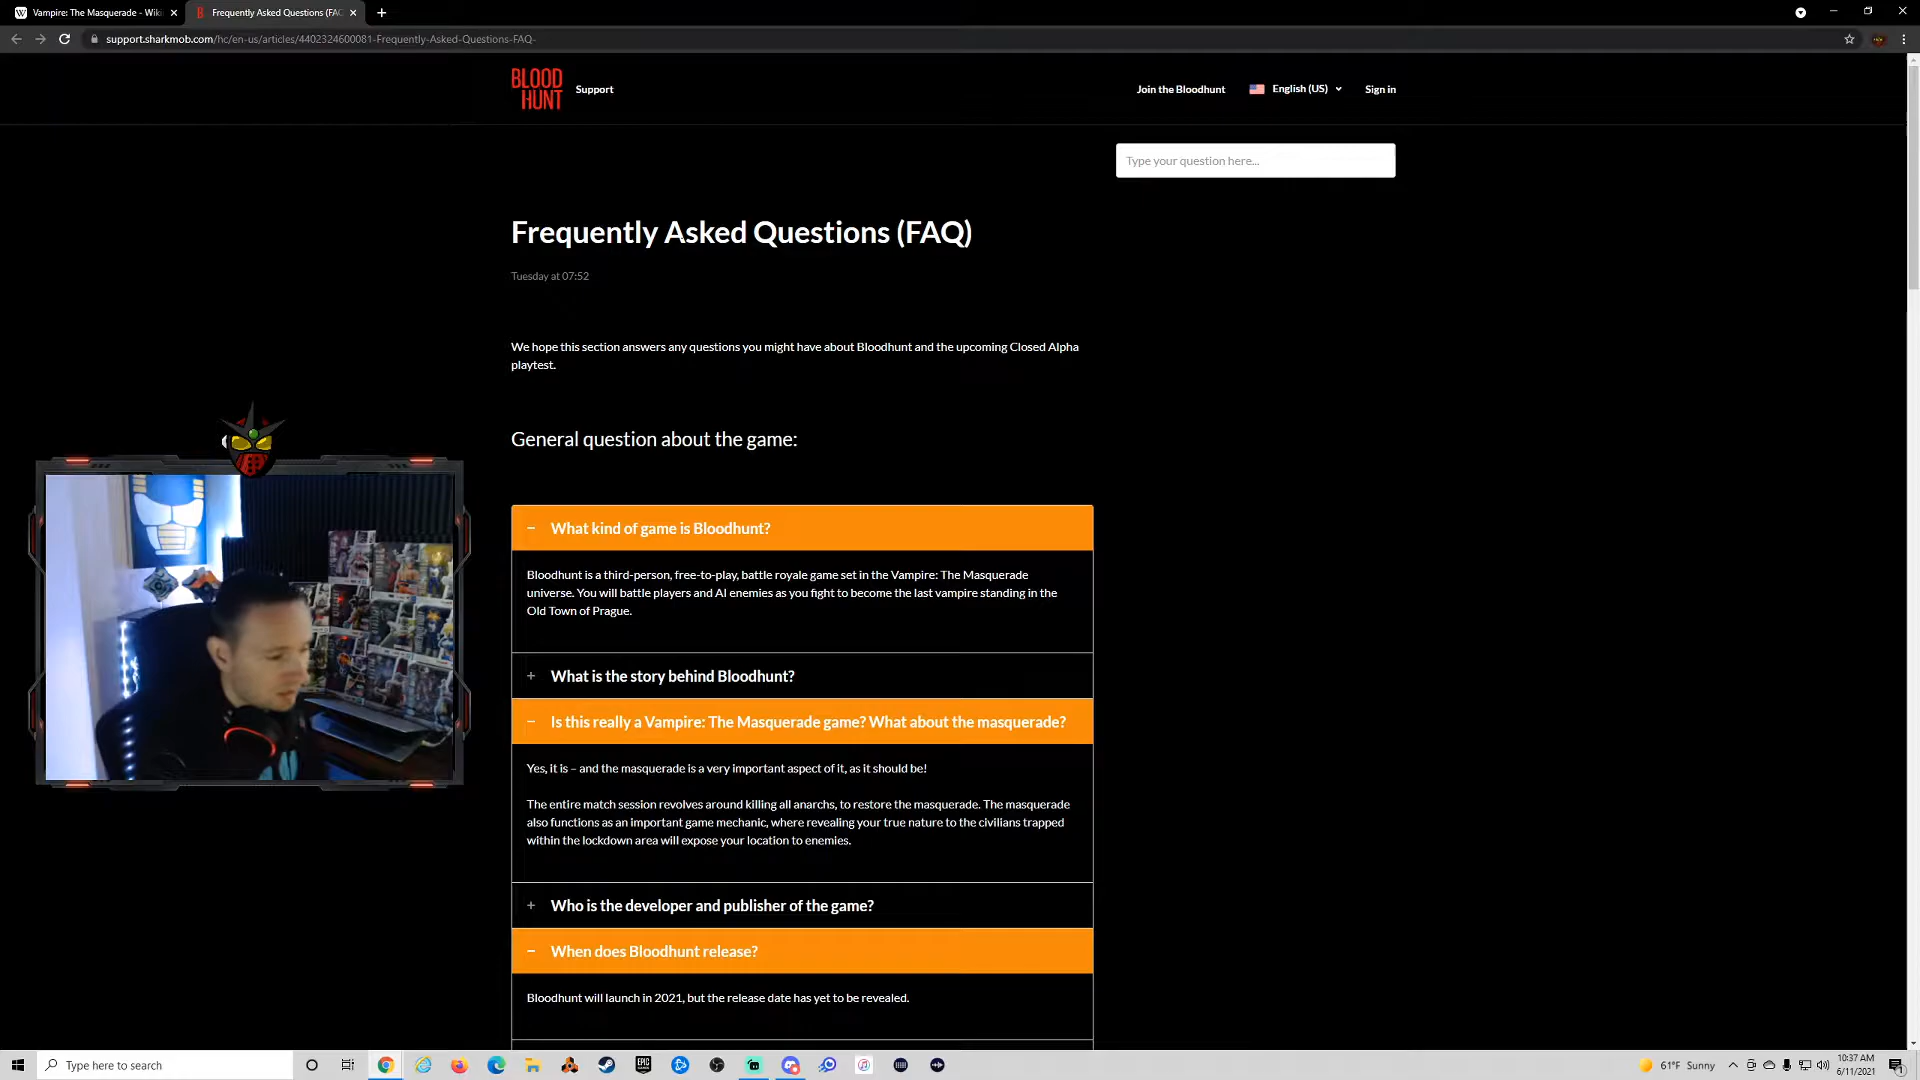 Vampire: The Masquerade - Wiki
Frequently Asked Questions (FAQ
support.sharkmob.com/hc/en-us/articles/4402324600081-Frequently-Asked-Questions-FAQ-
BLOOD
HUNT
Support
Join the Bloodhunt
English (US)
Sign in
Type your question here...
Frequently Asked Questions (FAQ)
Tuesday at 07:52
We hope this section answers any questions you might have about Bloodhunt and the upcoming Closed Alpha
playtest.
General question about the game:
− What kind of game is Bloodhunt?
Bloodhunt is a third-person, free-to-play, battle royale game set in the Vampire: The Masquerade
universe. You will battle players and AI enemies as you fight to become the last vampire standing in the
Old Town of Prague.
+ What is the story behind Bloodhunt?
− Is this really a Vampire: The Masquerade game? What about the masquerade?
Yes, it is – and the masquerade is a very important aspect of it, as it should be!
The entire match session revolves around killing all anarchs, to restore the masquerade. The masquerade
also functions as an important game mechanic, where revealing your true nature to the civilians trapped
within the lockdown area will expose your location to enemies.
+ Who is the developer and publisher of the game?
− When does Bloodhunt release?
Bloodhunt will launch in 2021, but the release date has yet to be revealed.
Type here to search
61°F Sunny
10:37 AM
6/11/2021